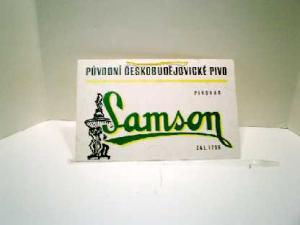 PŮVODNÍ ČESKOBUDĚJOVICKÉ PIVO
PIVOVAR
Samson
ZAL. 1795